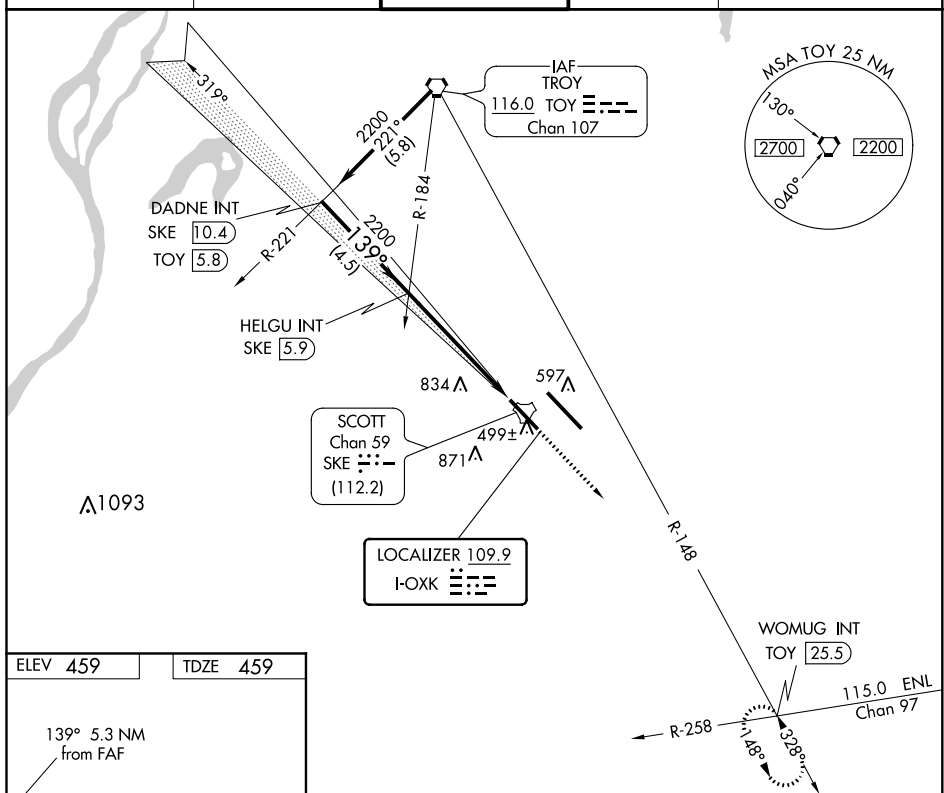 319°
IAF
TROY
116.0 TOY
Chan 107
MSA TOY 25 NM
130°
2700
2200
040°
2200
221°
(5.8)
R-184
DADNE INT
SKE 10.4
TOY 5.8
R-221
2200
139°
(4.5)
HELGU INT
SKE 5.9
834
597
SCOTT
Chan 59
SKE
(112.2)
499±
871
1093
LOCALIZER 109.9
I-OXK
R-148
WOMUG INT
TOY 25.5
115.0 ENL
Chan 97
R-258
148°
328°
ELEV 459
TDZE 459
139° 5.3 NM
from FAF